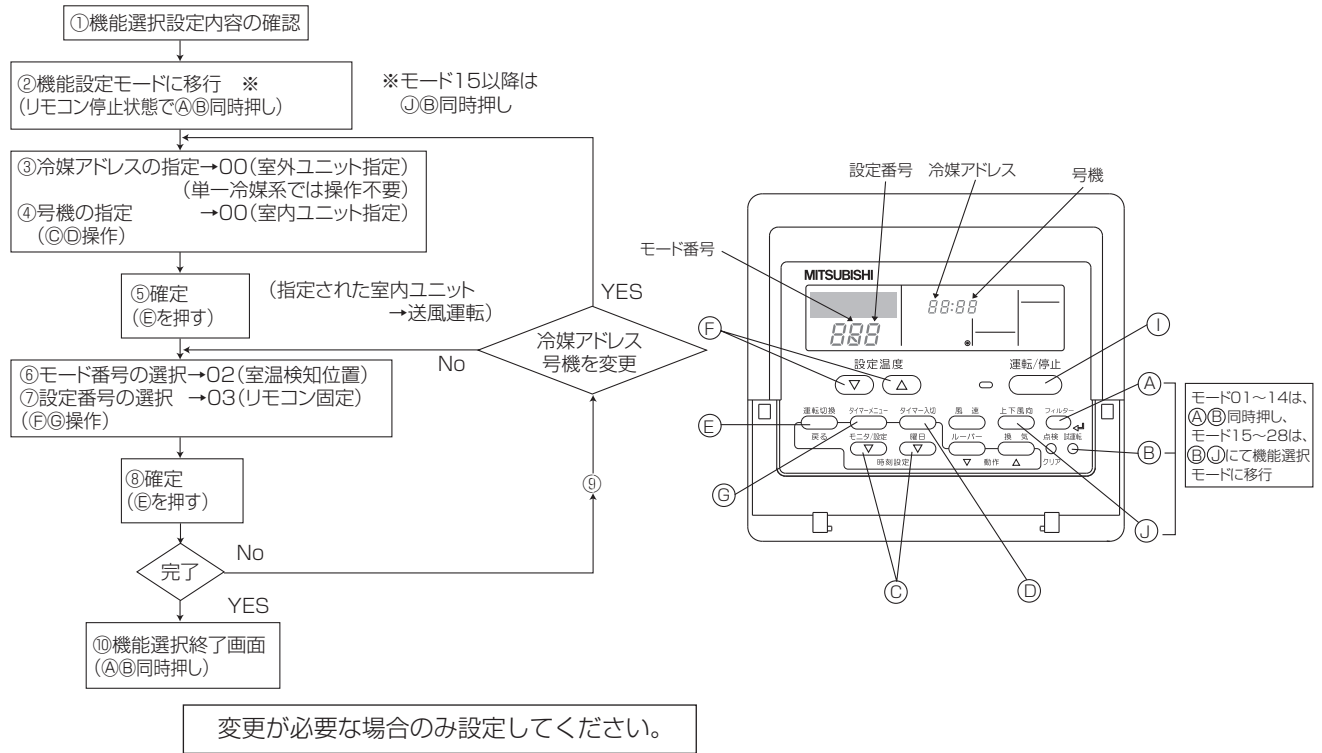 ①機能選択設定内容の確認
②機能設定モードに移行　※
(リモコン停止状態でⒶⒷ同時押し)
※モード15以降は
ⒿⒷ同時押し
③冷媒アドレスの指定→00(室外ユニット指定)
(単一冷媒系では操作不要)
④号機の指定　→00(室内ユニット指定)
(ⒸⒹ操作)
⑤確定
(Ⓔを押す)
(指定された室内ユニット
→送風運転)
YES
冷媒アドレス
号機を変更
No
⑥モード番号の選択→02(室温検知位置)
⑦設定番号の選択　→03(リモコン固定)
(ⒻⒼ操作)
⑧確定
(Ⓔを押す)
⑨
完了
No
YES
⑩機能選択終了画面
(ⒶⒷ同時押し)
変更が必要な場合のみ設定してください。
設定番号　冷媒アドレス　号機
モード番号
MITSUBISHI
88:88
888
設定温度　運転/停止
▽ △
運転切換 タイマーメニュー タイマー入切 風 速 上下風向 フィルター
戻る モニタ/設定 曜日 ルーバー 換 気 点検 試運転
▽ ▽
時刻設定 ▽ 動作 △ クリア
Ⓕ
Ⓔ
Ⓖ
Ⓒ
Ⓓ
Ⓘ
Ⓐ
Ⓑ
Ⓙ
モード01～14は、
ⒶⒷ同時押し、
モード15～28は、
ⒷⒿにて機能選択
モードに移行